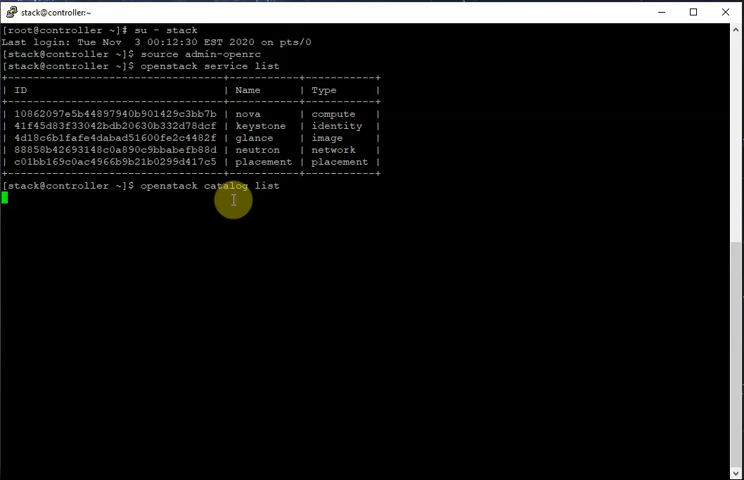 stack@controller:~
[root@controller ~]# su - stack
Last login: Tue Nov  3 00:12:30 EST 2020 on pts/0
[stack@controller ~]$ source admin-openrc
[stack@controller ~]$ openstack service list
+----------------------------------+-----------+-----------+
| ID                               | Name      | Type      |
+----------------------------------+-----------+-----------+
| 10862097e5b44897940b901429c3bb7b | nova      | compute   |
| 41f45d83f33042bdb20630b332d78dcf | keystone  | identity  |
| 4d18c6b1fafe4dabad51600fe2c4482f | glance    | image     |
| 88858b42693148c0a890c9bbabefb88d | neutron   | network   |
| c01bb169c0ac4966b9b21b0299d417c5 | placement | placement |
+----------------------------------+-----------+-----------+
[stack@controller ~]$ openstack catalog list